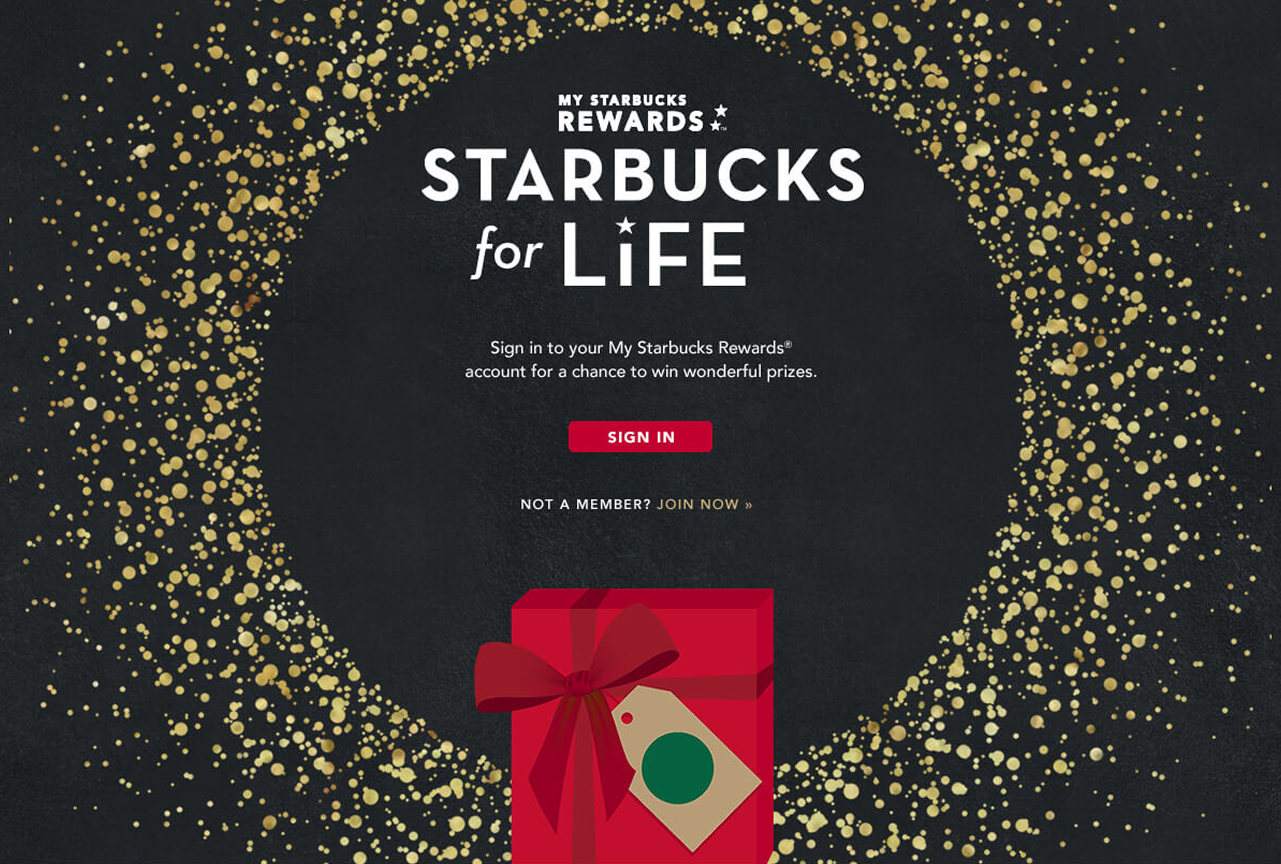 MY STARBUCKS
REWARDS™
STARBUCKS
for LiFE
Sign in to your My Starbucks Rewards®
account for a chance to win wonderful prizes.
SIGN IN
NOT A MEMBER? JOIN NOW »